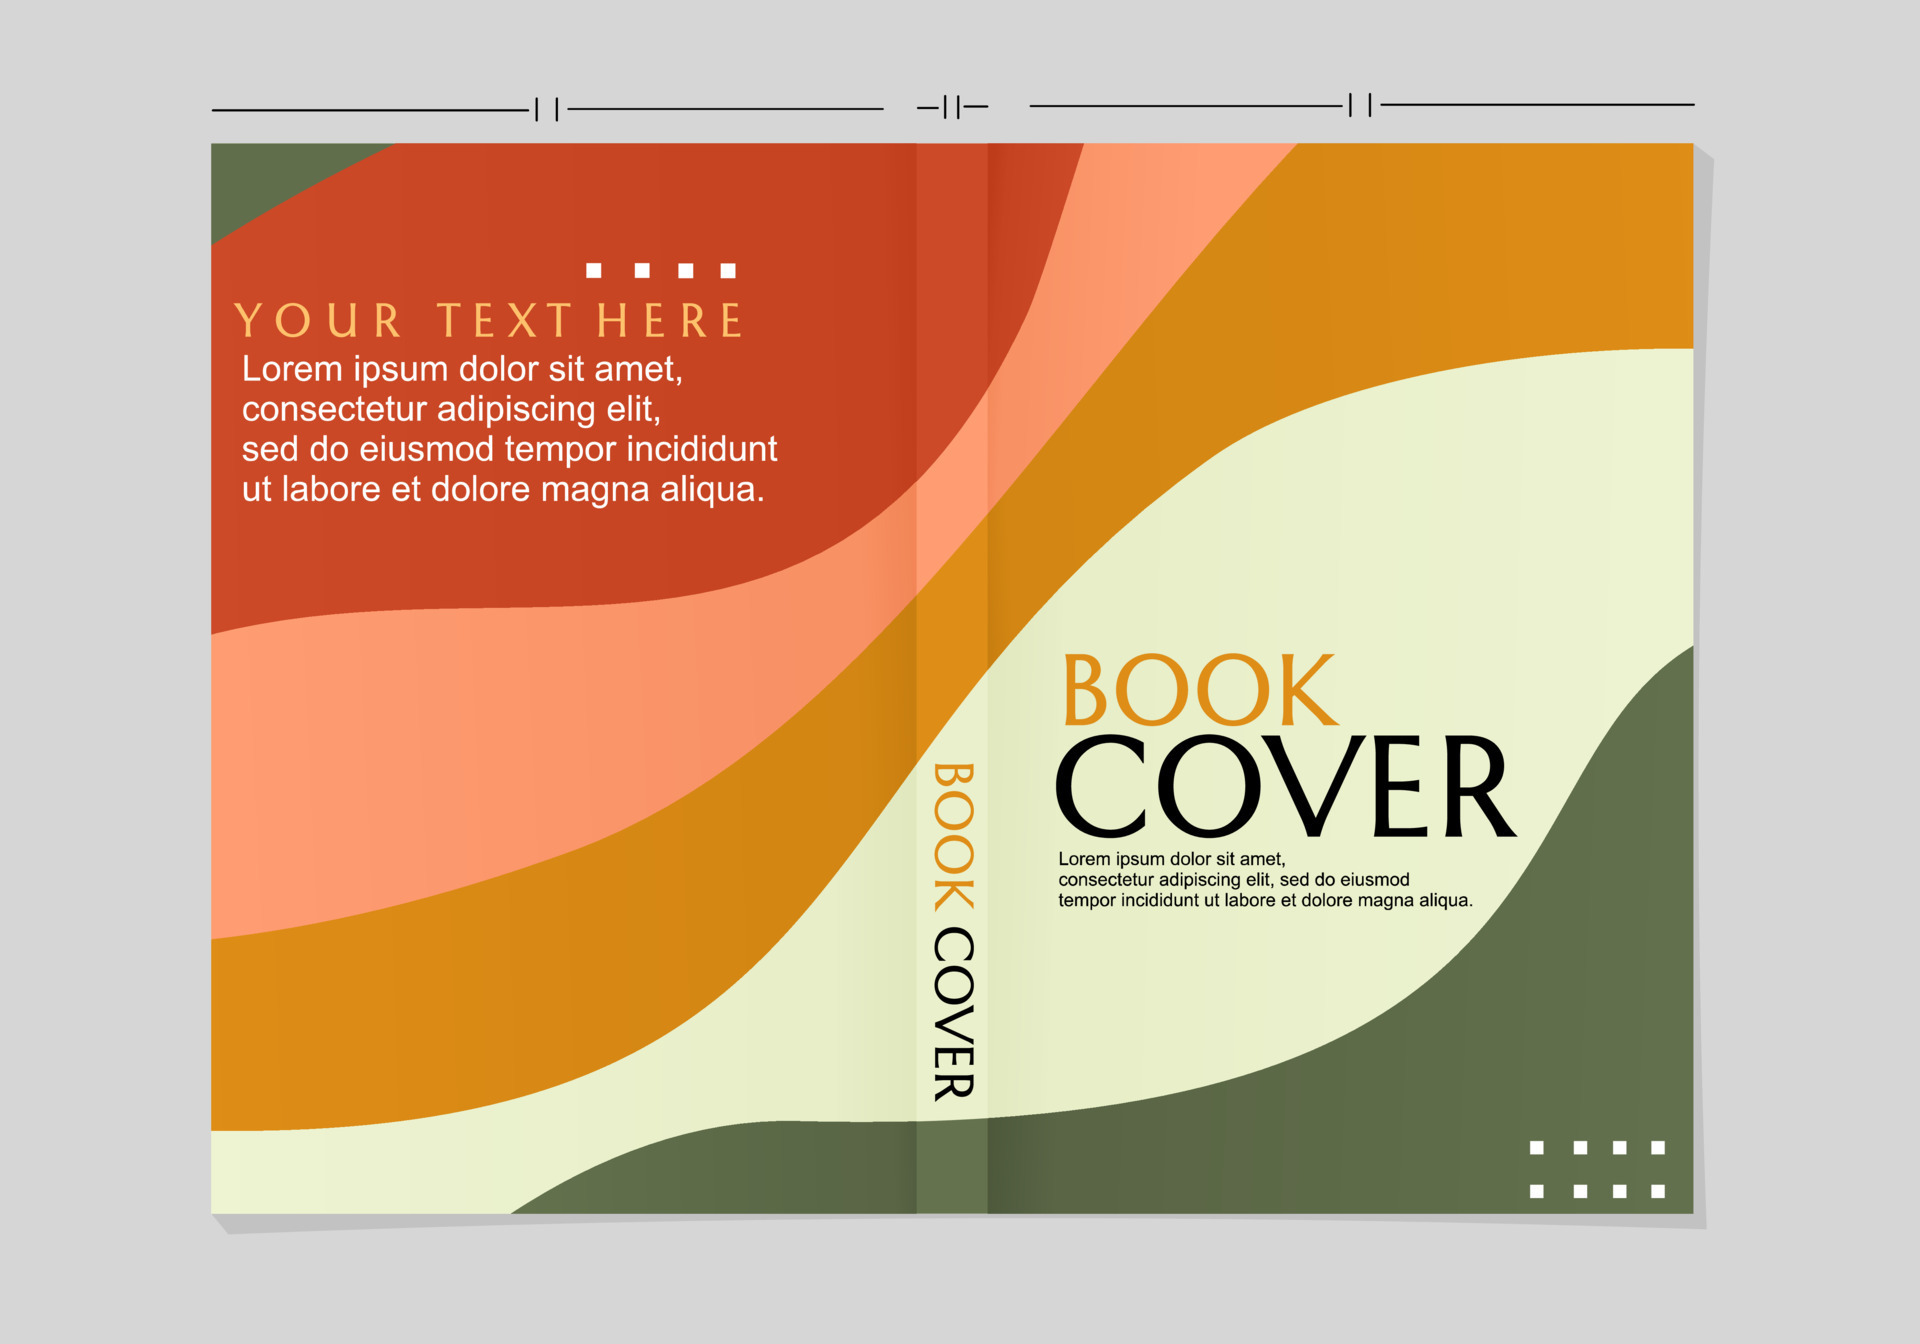 YOUR TEXT HERE
Lorem ipsum dolor sit amet,
consectetur adipiscing elit,
sed do eiusmod tempor incididunt
ut labore et dolore magna aliqua.
BOOK COVER
BOOK
COVER
Lorem ipsum dolor sit amet,
consectetur adipiscing elit, sed do eiusmod
tempor incididunt ut labore et dolore magna aliqua.